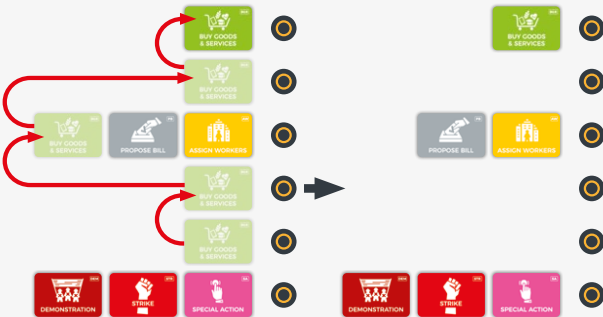 BUY GOODS
& SERVICES
BUY GOODS
& SERVICES
BUY GOODS
& SERVICES
PROPOSE BILL
ASSIGN WORKERS
BUY GOODS
& SERVICES
BUY GOODS
& SERVICES
DEMONSTRATION
STRIKE
SPECIAL ACTION
BUY GOODS
& SERVICES
PROPOSE BILL
ASSIGN WORKERS
DEMONSTRATION
STRIKE
SPECIAL ACTION